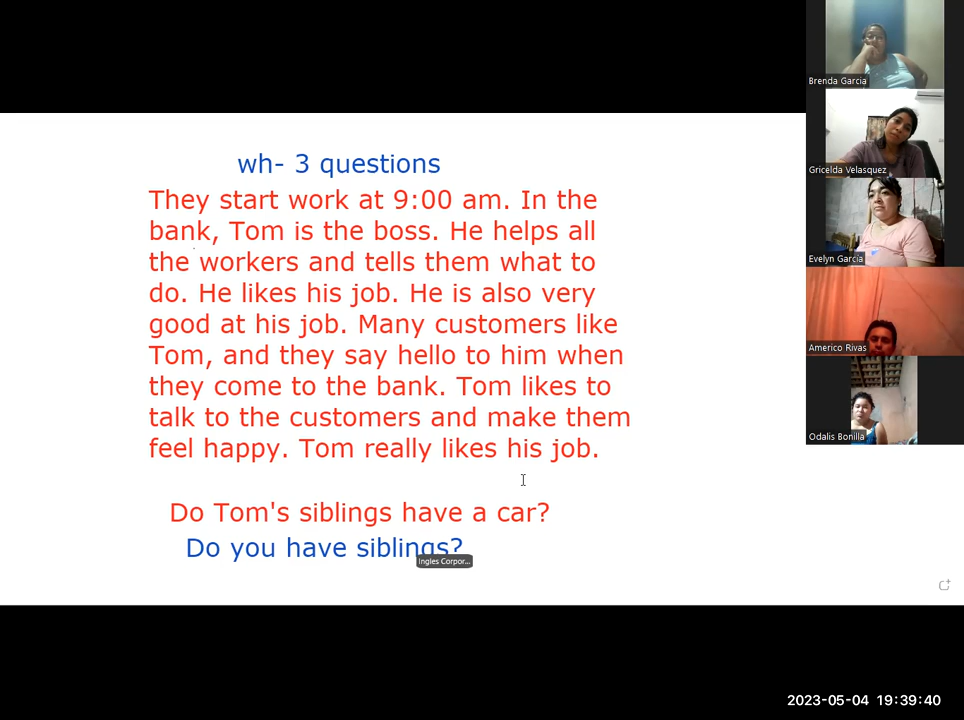 wh- 3 questions
They start work at 9:00 am. In the
bank, Tom is the boss. He helps all
the workers and tells them what to
do. He likes his job. He is also very
good at his job. Many customers like
Tom, and they say hello to him when
they come to the bank. Tom likes to
talk to the customers and make them
feel happy. Tom really likes his job.
Do Tom's siblings have a car?
Do you have siblings?
Ingles Corpor...
Brenda Garcia
Gricelda Velasquez
Evelyn García
Americo Rivas
Odalis Bonilla
2023-05-04 19:39:40